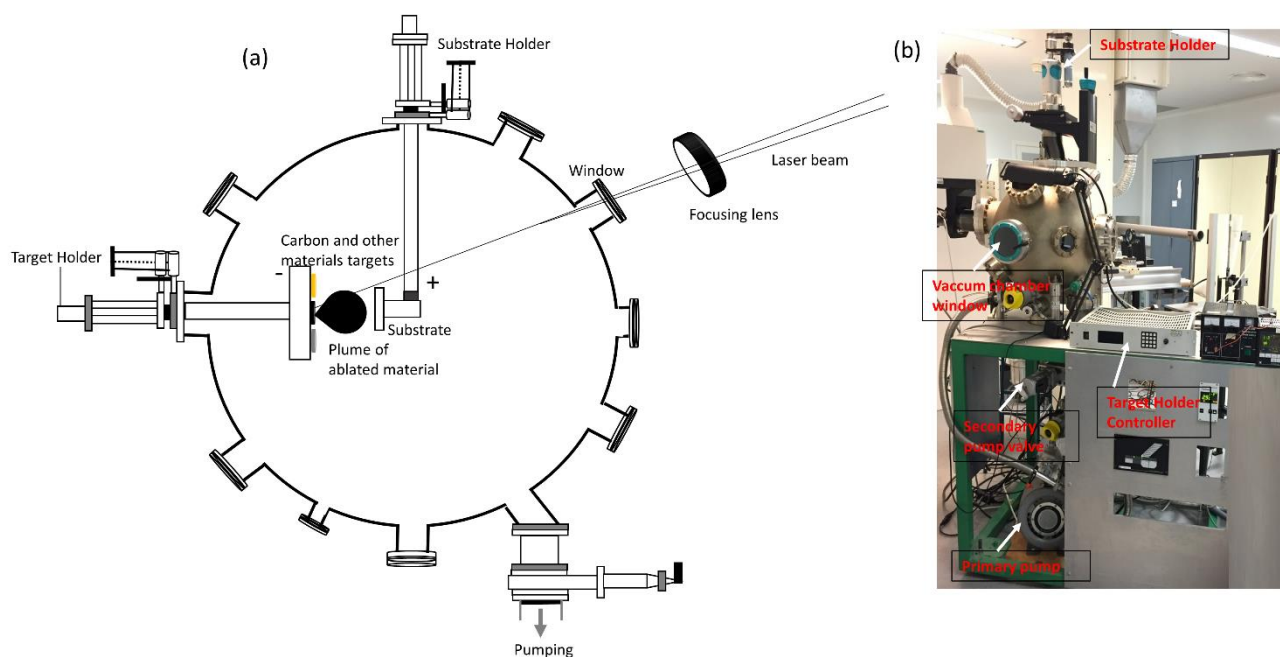 (a)
Substrate Holder
Window
Laser beam
Focusing lens
Carbon and other
materials targets
Target Holder
-
+
Substrate
Plume of
ablated material
Pumping
(b)
Substrate Holder
Vaccum chamber
window
Target Holder
Controller
Secondary
pump valve
Primary pump